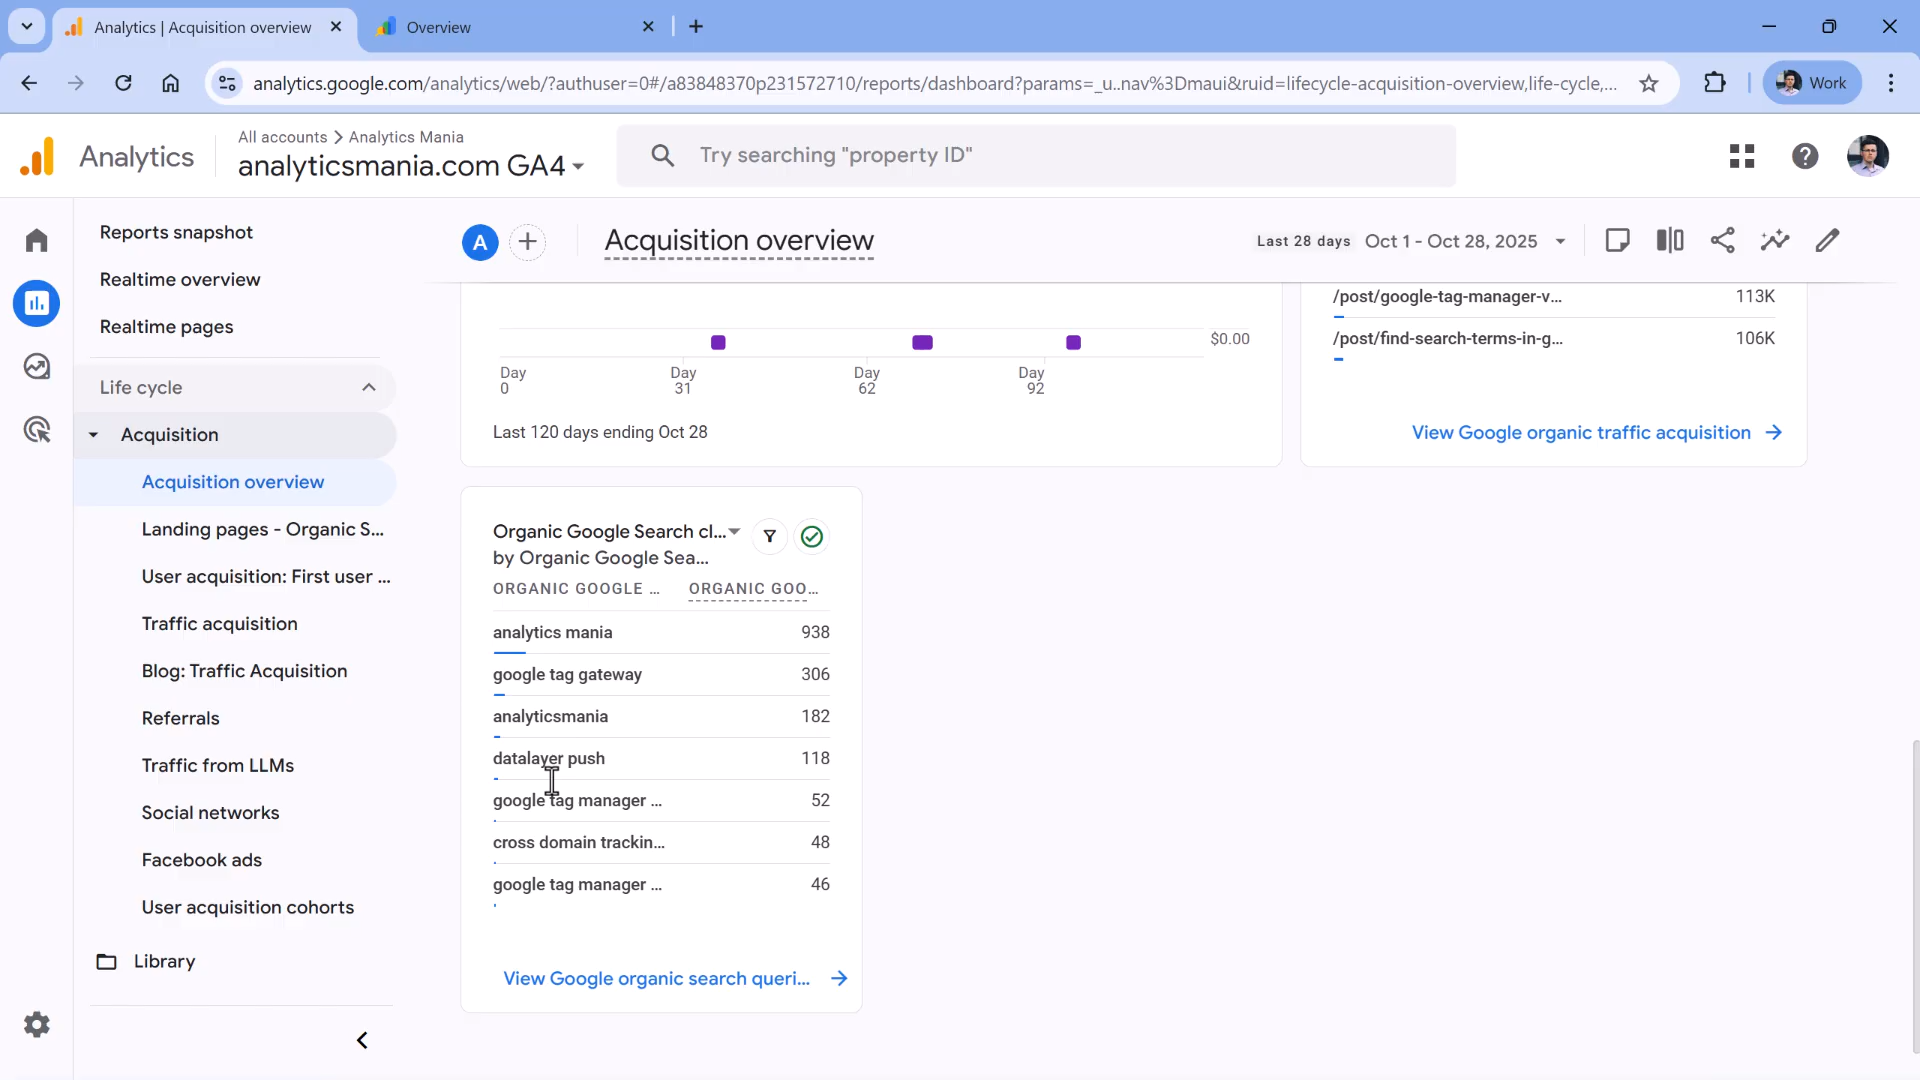 Analytics | Acquisition overview
Overview
analytics.google.com/analytics/web/?authuser=0#/a83848370p231572710/reports/dashboard?params=_u..nav%3Dmaui&ruid=lifecycle-acquisition-overview,life-cycle,...
Work
Analytics
All accounts > Analytics Mania
analyticsmania.com GA4
Try searching "property ID"
Reports snapshot
Realtime overview
Realtime pages
Life cycle
Acquisition
Acquisition overview
Landing pages - Organic S...
User acquisition: First user ...
Traffic acquisition
Blog: Traffic Acquisition
Referrals
Traffic from LLMs
Social networks
Facebook ads
User acquisition cohorts
Library
A
Acquisition overview
Last 28 days Oct 1 - Oct 28, 2025
$0.00
Day
0
Day
31
Day
62
Day
92
Last 120 days ending Oct 28
/post/google-tag-manager-v... 113K
/post/find-search-terms-in-g... 106K
View Google organic traffic acquisition
Organic Google Search cl...
by Organic Google Sea...
ORGANIC GOOGLE ... ORGANIC GOO...
analytics mania 938
google tag gateway 306
analyticsmania 182
datalayer push 118
google tag manager ... 52
cross domain trackin... 48
google tag manager ... 46
View Google organic search queri...